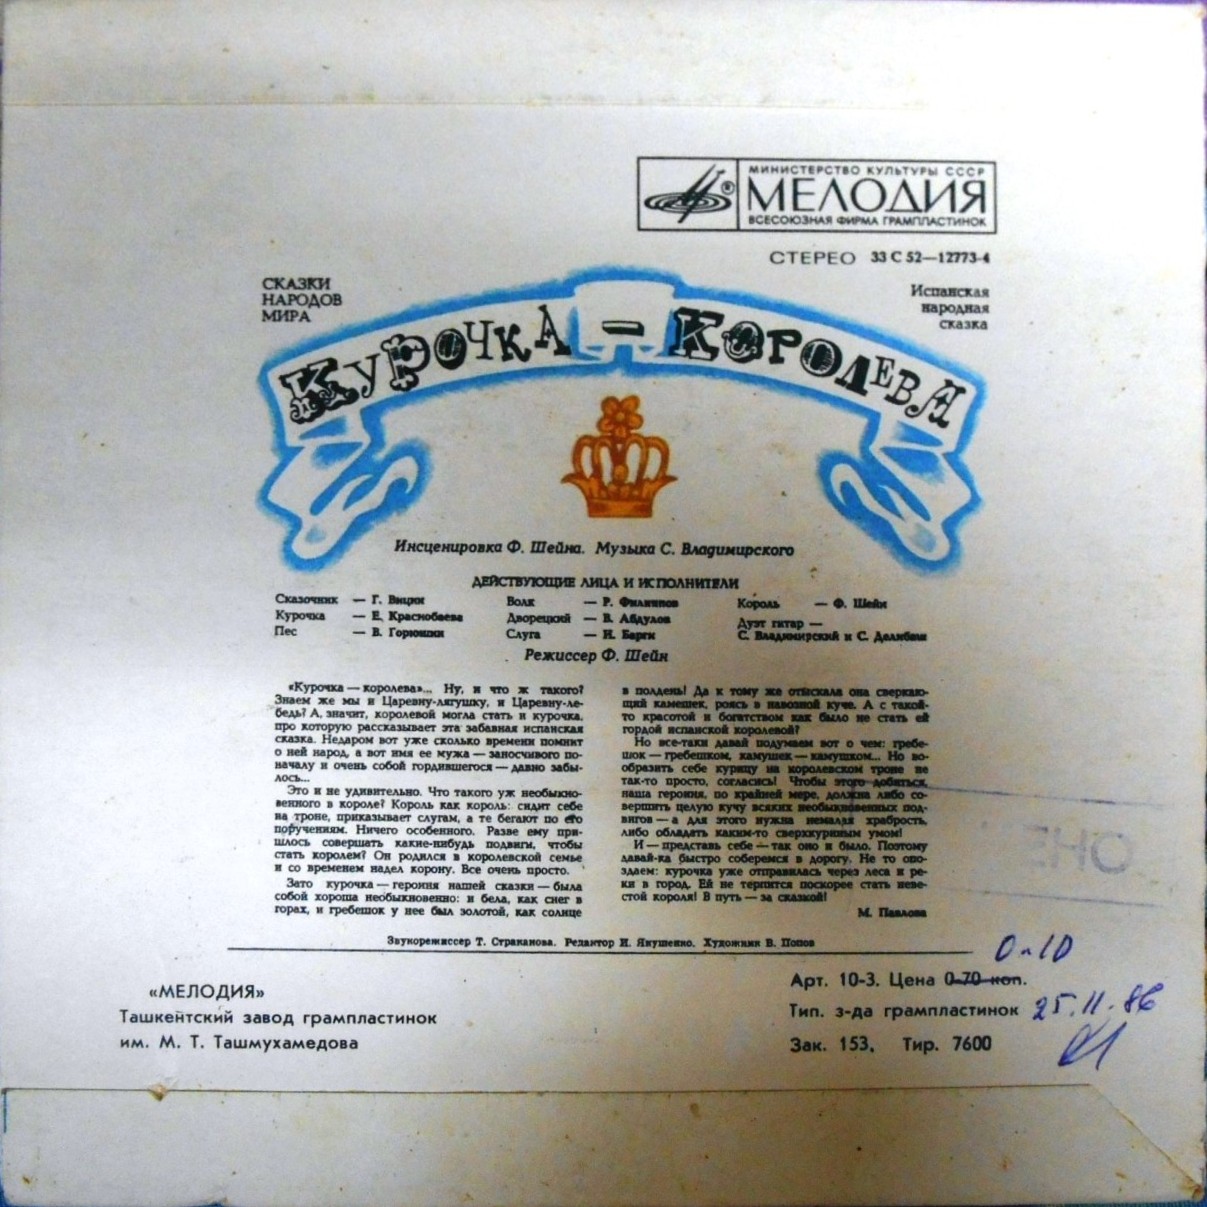 МИНИСТЕРСТВО КУЛЬТУРЫ СССР
МЕЛОДИЯ
ВСЕСОЮЗНАЯ ФИРМА ГРАМПЛАСТИНОК
СТЕРЕО 33 С 52—12773-4
СКАЗКИ
НАРОДОВ
МИРА
Испанская
народная
сказка
КУРОЧКА - КОРОЛЕВА
Инсценировка Ф. Шейна. Музыка С. Владимирского
ДЕЙСТВУЮЩИЕ ЛИЦА И ИСПОЛНИТЕЛИ
Сказочник — Г. Вицин
Курочка — Е. Краснобаева
Пес — В. Горюшин
Волк — Р. Филиппов
Дворецкий — В. Абдулов
Слуга — И. Барги
Король — Ф. Шейн
Дуэт гитар —
С. Владимирский и С. Далибаш
Режиссер Ф. Шейн
«Курочка — королева»... Ну, и что ж такого?
Знаем же мы и Царевну-лягушку, и Царевну-ле-
бедь? А, значит, королевой могла стать и курочка,
про которую рассказывает эта забавная испанская
сказка. Недаром вот уже сколько времени помнит
о ней народ, а вот имя ее мужа — заносчивого по-
началу и очень собой гордившегося — давно забы-
лось...
Это и не удивительно. Что такого уж необыкно-
венного в короле? Король как король: сидит себе
на троне, приказывает слугам, а те бегают по его
поручениям. Ничего особенного. Разве ему при-
шлось совершать какие-нибудь подвиги, чтобы
стать королем? Он родился в королевской семье
и со временем надел корону. Все очень просто.
Зато курочка — героиня нашей сказки — была
собой хороша необыкновенно: и бела, как снег в
горах, и гребешок у нее был золотой, как солнце
в полдень! Да к тому же отыскала она сверкаю-
щий камешек, роясь в навозной куче. А с такой-
то красотой и богатством как было не стать ей
гордой испанской королевой?
Но все-таки давай подумаем вот о чем: гребе-
шок — гребешком, камушек — камушком... Но во-
образить себе курицу на королевском троне не
так-то просто, согласись! Чтобы этого добиться,
наша героиня, по крайней мере, должна либо со-
вершить целую кучу всяких необыкновенных под-
вигов — а для этого нужна немалая храбрость,
либо обладать каким-то сверхкуриным умом!
И — представь себе — так оно и было. Поэтому
давай-ка быстро соберемся в дорогу. Не то опо-
здаем: курочка уже отправилась через леса и ре-
ки в город. Ей не терпится поскорее стать неве-
стой короля! В путь — за сказкой!
М. Павлова
Звукорежиссер Т. Страканова. Редактор И. Якушенко. Художник В. Попов
0-10
«МЕЛОДИЯ»
Ташкентский завод грампластинок
им. М. Т. Ташмухамедова
Арт. 10-3. Цена 0-70 коп.
Тип. з-да грампластинок 25.11.86
Зак. 153. Тир. 7600